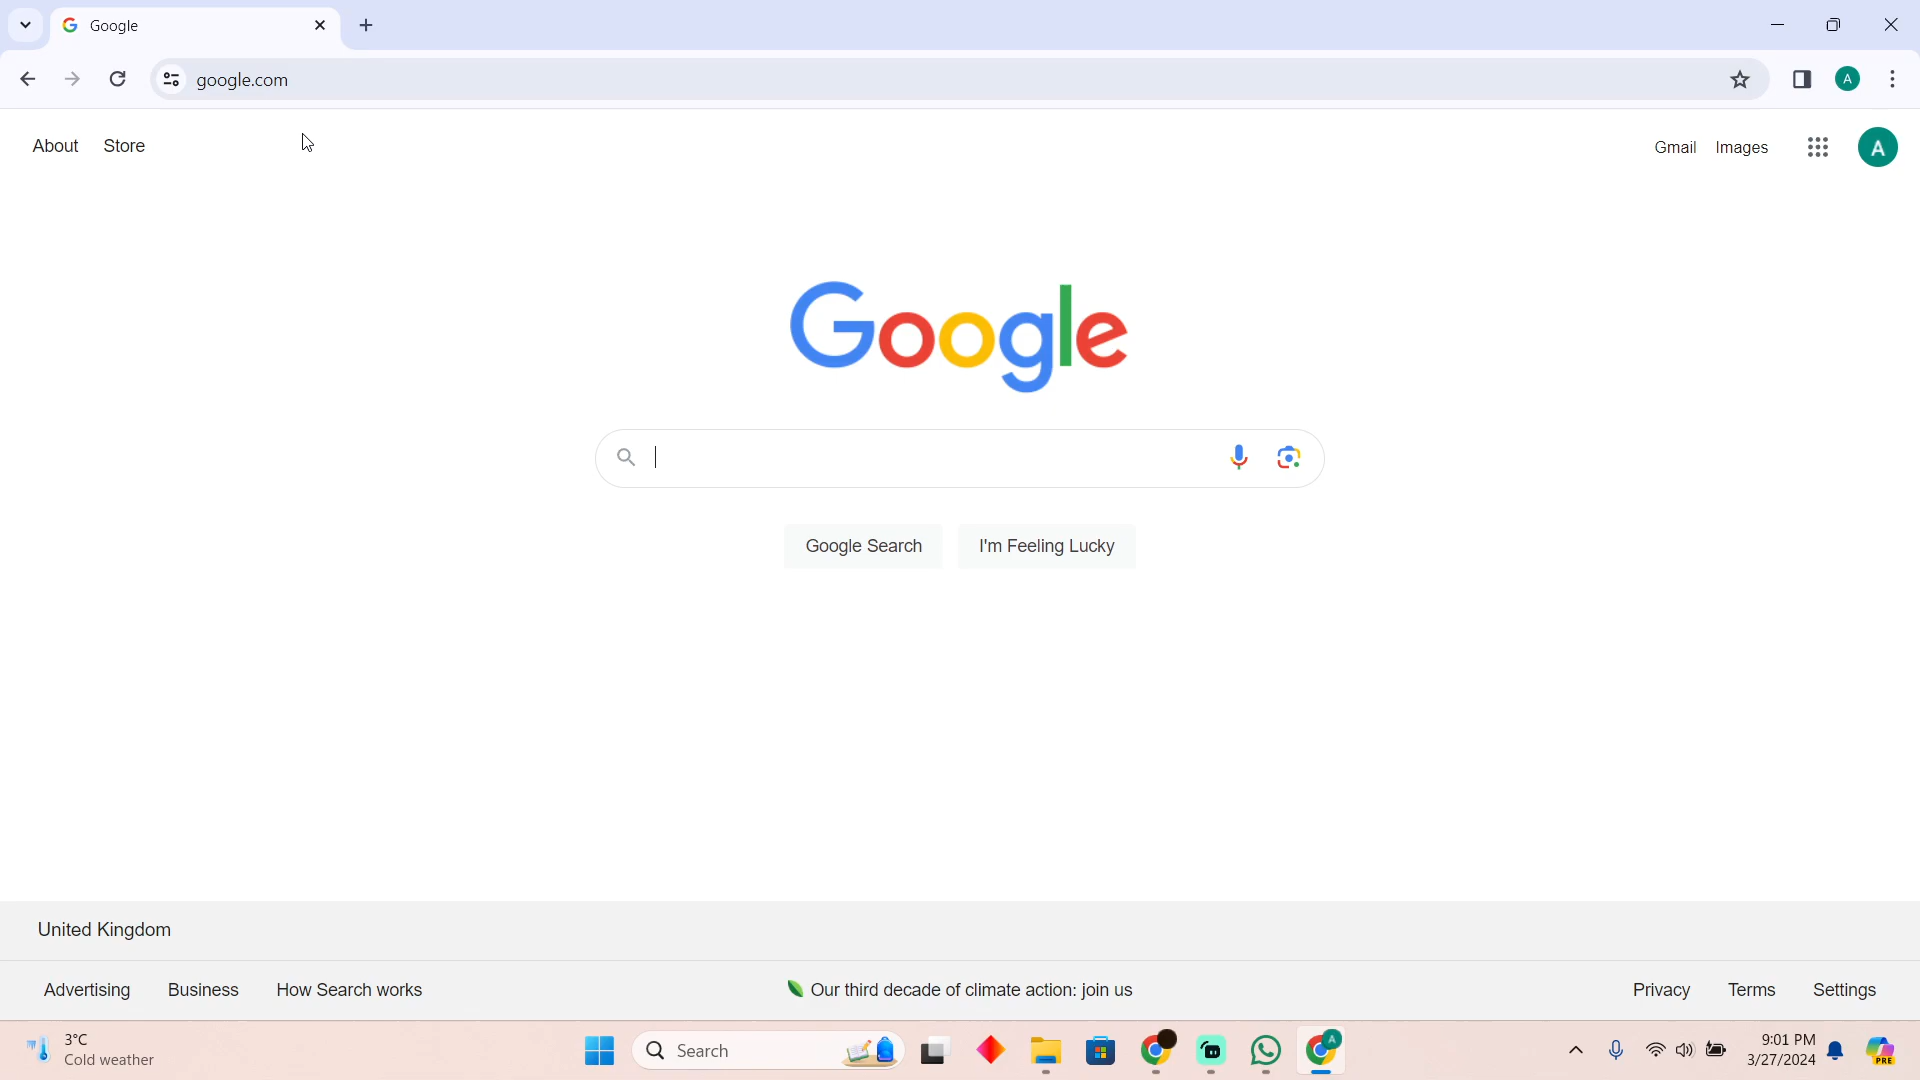 Google
google.com
A
About Store
Gmail Images
A
Google
Google Search I'm Feeling Lucky
United Kingdom
Advertising Business How Search works
Our third decade of climate action: join us
Privacy Terms Settings
3°C
Cold weather
Search
A
9:01 PM
3/27/2024
PRE